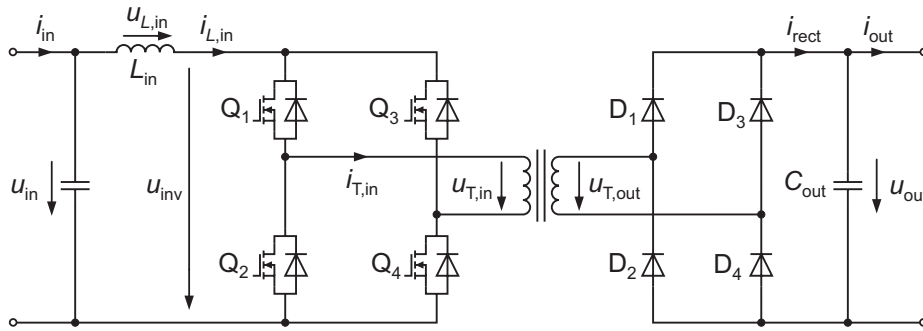 i_in
u_L,in
i_L,in
i_rect
i_out
L_in
Q_1
Q_3
D_1
D_3
u_in
u_inv
i_T,in
u_T,in
u_T,out
C_out
u_ou
Q_2
Q_4
D_2
D_4